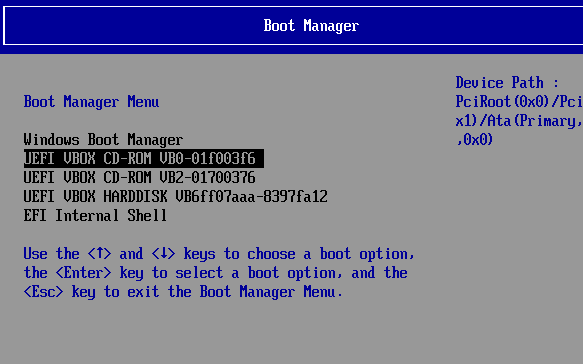 Boot Manager
Device Path :
Boot Manager Menu
PciRoot(0x0)/Pci
x1)/Ata(Primary,
,0x0)
Windows Boot Manager
UEFI VBOX CD-ROM VB0-01f003f6
UEFI VBOX CD-ROM VB2-01700376
UEFI VBOX HARDDISK VB6ff07aaa-8397fa12
EFI Internal Shell
Use the <↑> and <↓> keys to choose a boot option,
the <Enter> key to select a boot option, and the
<Esc> key to exit the Boot Manager Menu.